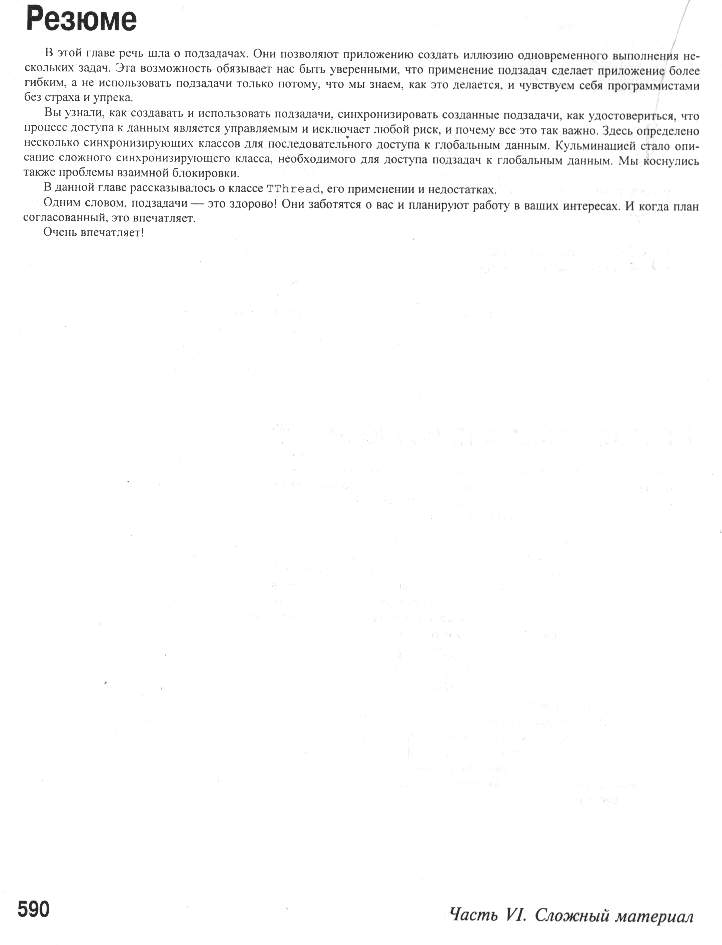 Резюме
В этой главе речь шла о подзадачах. Они позволяют приложению создать иллюзию одновременного выполнения не-
скольких задач. Эта возможность обязывает нас быть уверенными, что применение подзадач сделает приложение более
гибким, а не использовать подзадачи только потому, что мы знаем, как это делается, и чувствуем себя программистами
без страха и упрека.
Вы узнали, как создавать и использовать подзадачи, синхронизировать созданные подзадачи, как удостовериться, что
процесс доступа к данным является управляемым и исключает любой риск, и почему все это так важно. Здесь определено
несколько синхронизирующих классов для последовательного доступа к глобальным данным. Кульминацией стало опи-
сание сложного синхронизирующего класса, необходимого для доступа подзадач к глобальным данным. Мы коснулись
также проблемы взаимной блокировки.
В данной главе рассказывалось о классе TThread, его применении и недостатках.
Одним словом, подзадачи — это здорово! Они заботятся о вас и планируют работу в ваших интересах. И когда план
согласованный, это впечатляет.
Очень впечатляет!
590
Часть VI. Сложный материал